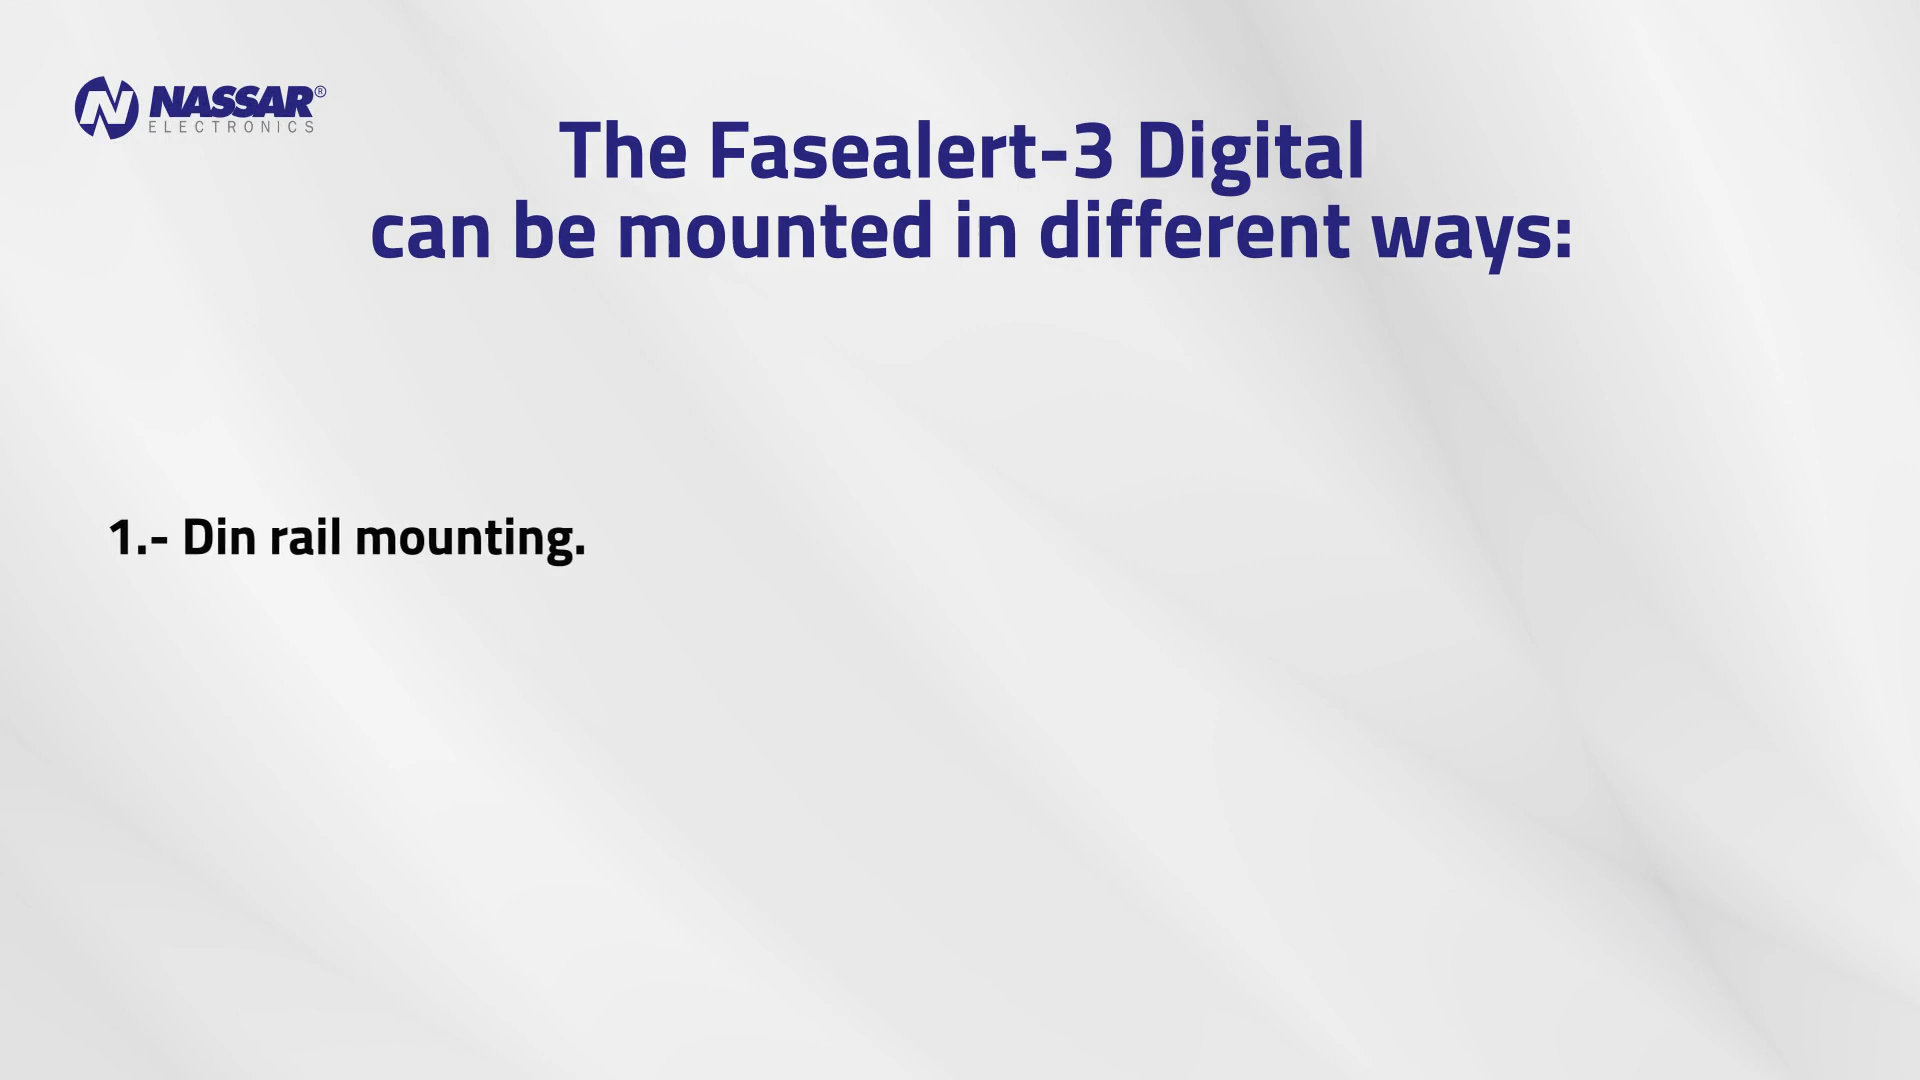 NASSAR®
ELECTRONICS
The Fasealert-3 Digital
can be mounted in different ways:
1.- Din rail mounting.